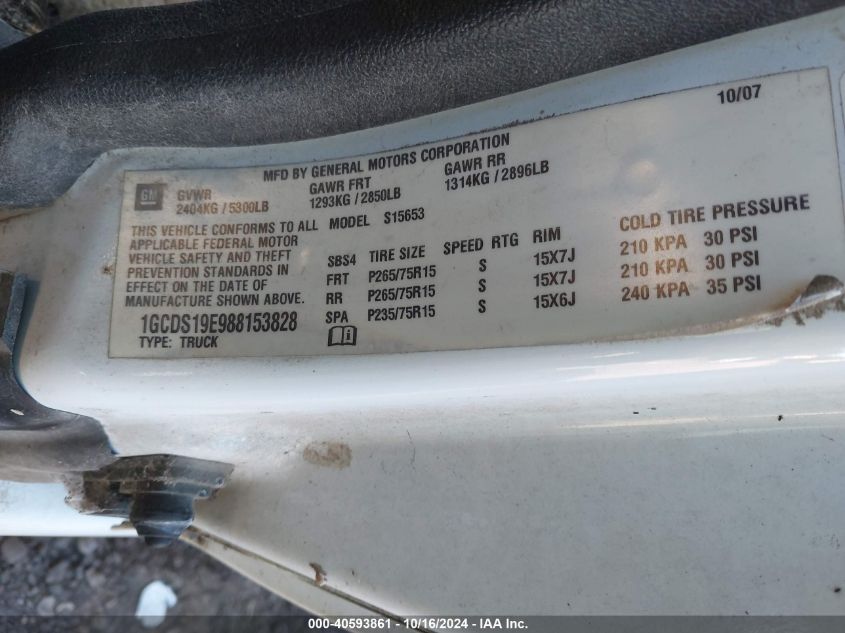 10/07
MFD BY GENERAL MOTORS CORPORATION
GM
GVWR GAWR FRT GAWR RR
2404KG / 5300LB 1293KG / 2850LB 1314KG / 2896LB
THIS VEHICLE CONFORMS TO ALL
APPLICABLE FEDERAL MOTOR
VEHICLE SAFETY AND THEFT
PREVENTION STANDARDS IN
EFFECT ON THE DATE OF
MANUFACTURE SHOWN ABOVE.
1GCDS19E988153828
TYPE: TRUCK
MODEL S15653
COLD TIRE PRESSURE
SBS4 TIRE SIZE SPEED RTG RIM
FRT P265/75R15 S 15X7J 210 KPA 30 PSI
RR P265/75R15 S 15X7J 210 KPA 30 PSI
SPA P235/75R15 S 15X6J 240 KPA 35 PSI
000-40593861 - 10/16/2024 - IAA Inc.